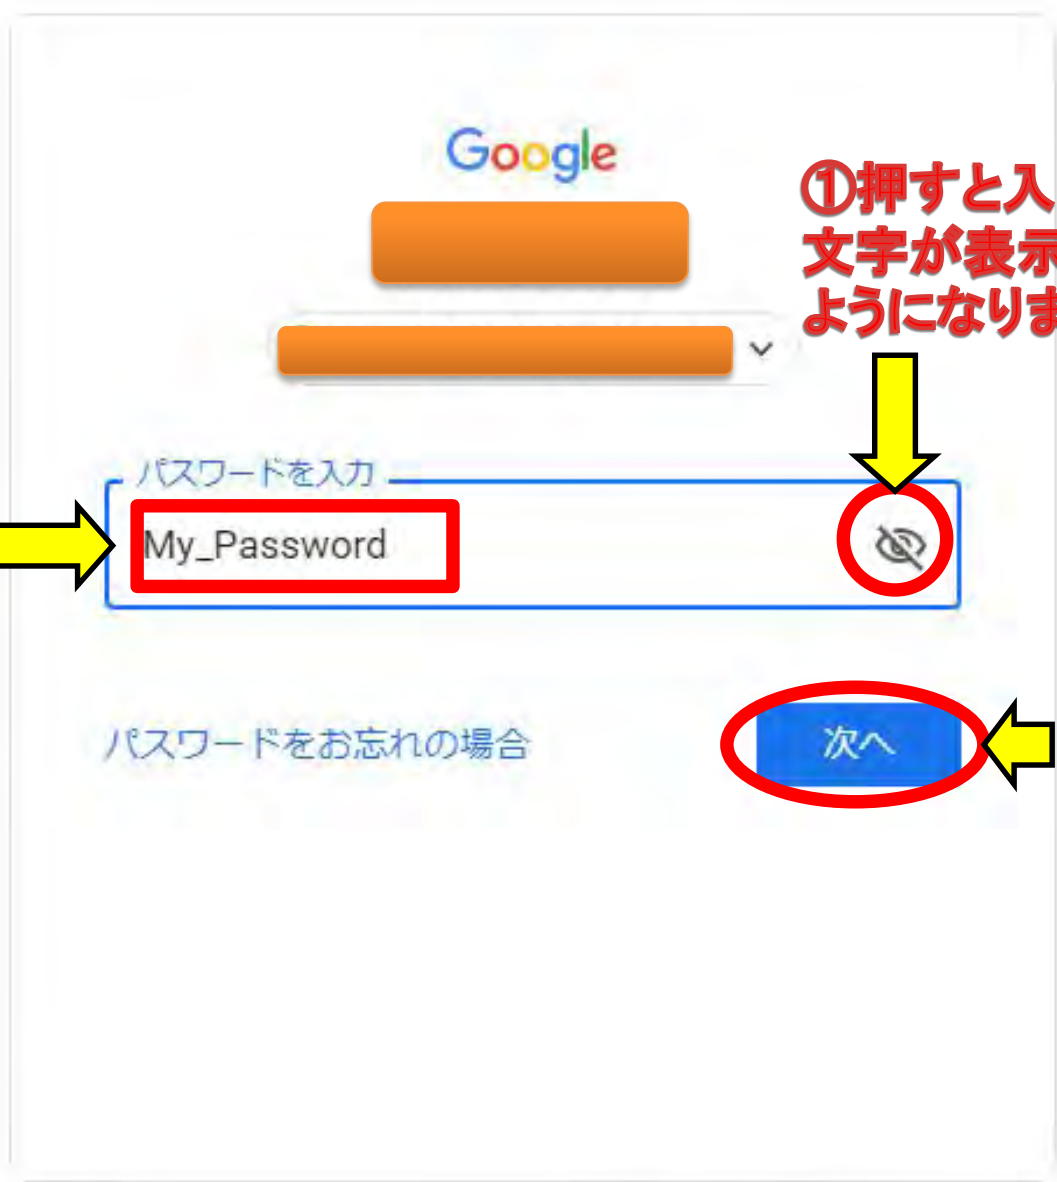 Google
①押すと入
文字が表示
ようになりま
パスワードを入力
My_Password
パスワードをお忘れの場合
次へ